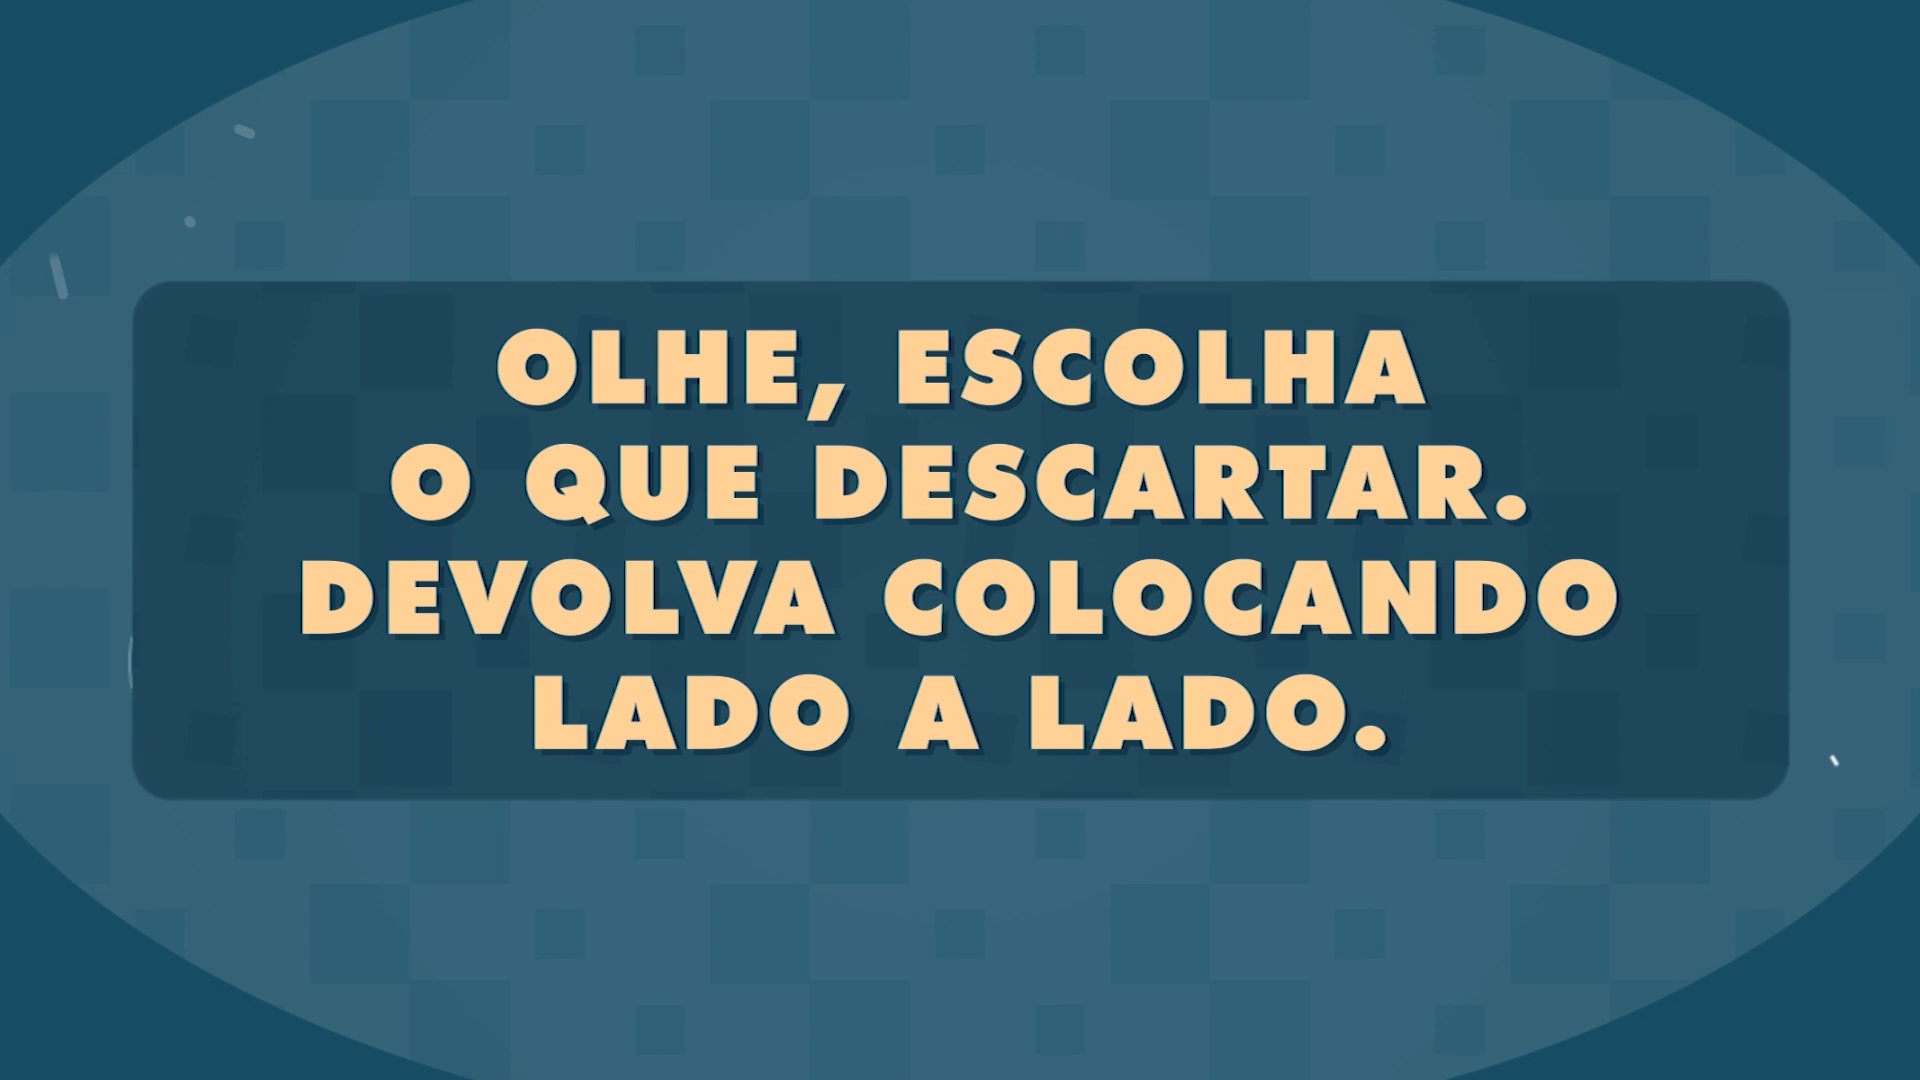 OLHE, ESCOLHA
O QUE DESCARTAR.
DEVOLVA COLOCANDO
LADO A LADO.